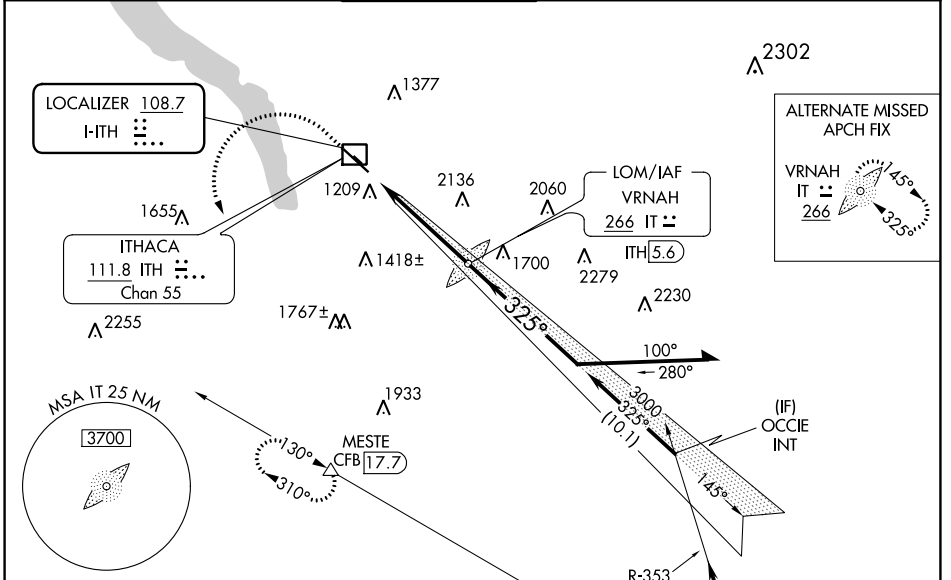 2302
1377
LOCALIZER 108.7
I-ITH
ALTERNATE MISSED
APCH FIX
VRNAH
IT
266
145°
325°
LOM/IAF
VRNAH
266 IT
ITH 5.6
1209
2136
2060
1655
ITHACA
111.8 ITH
Chan 55
1418±
1700
2279
2230
2255
1767±
325°
100°
280°
1933
3000
325°
(10.1)
(IF)
OCCIE
INT
MSA IT 25 NM
3700
130°
310°
MESTE
CFB 17.7
145°
R-353